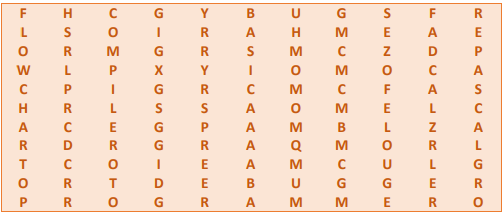 F H C G Y B U G S F R
L S O I R A H M E A E
O R M G R S M C Z D P
W L P X Y I O M O C A
C P I G R C M C F A S
H R L S S A O M E L C
A C E G P A M B L Z A
R D R G R A Q M O R L
T C O I E A M C U L G
O R T D E B U G G E R
P R O G R A M M E R O